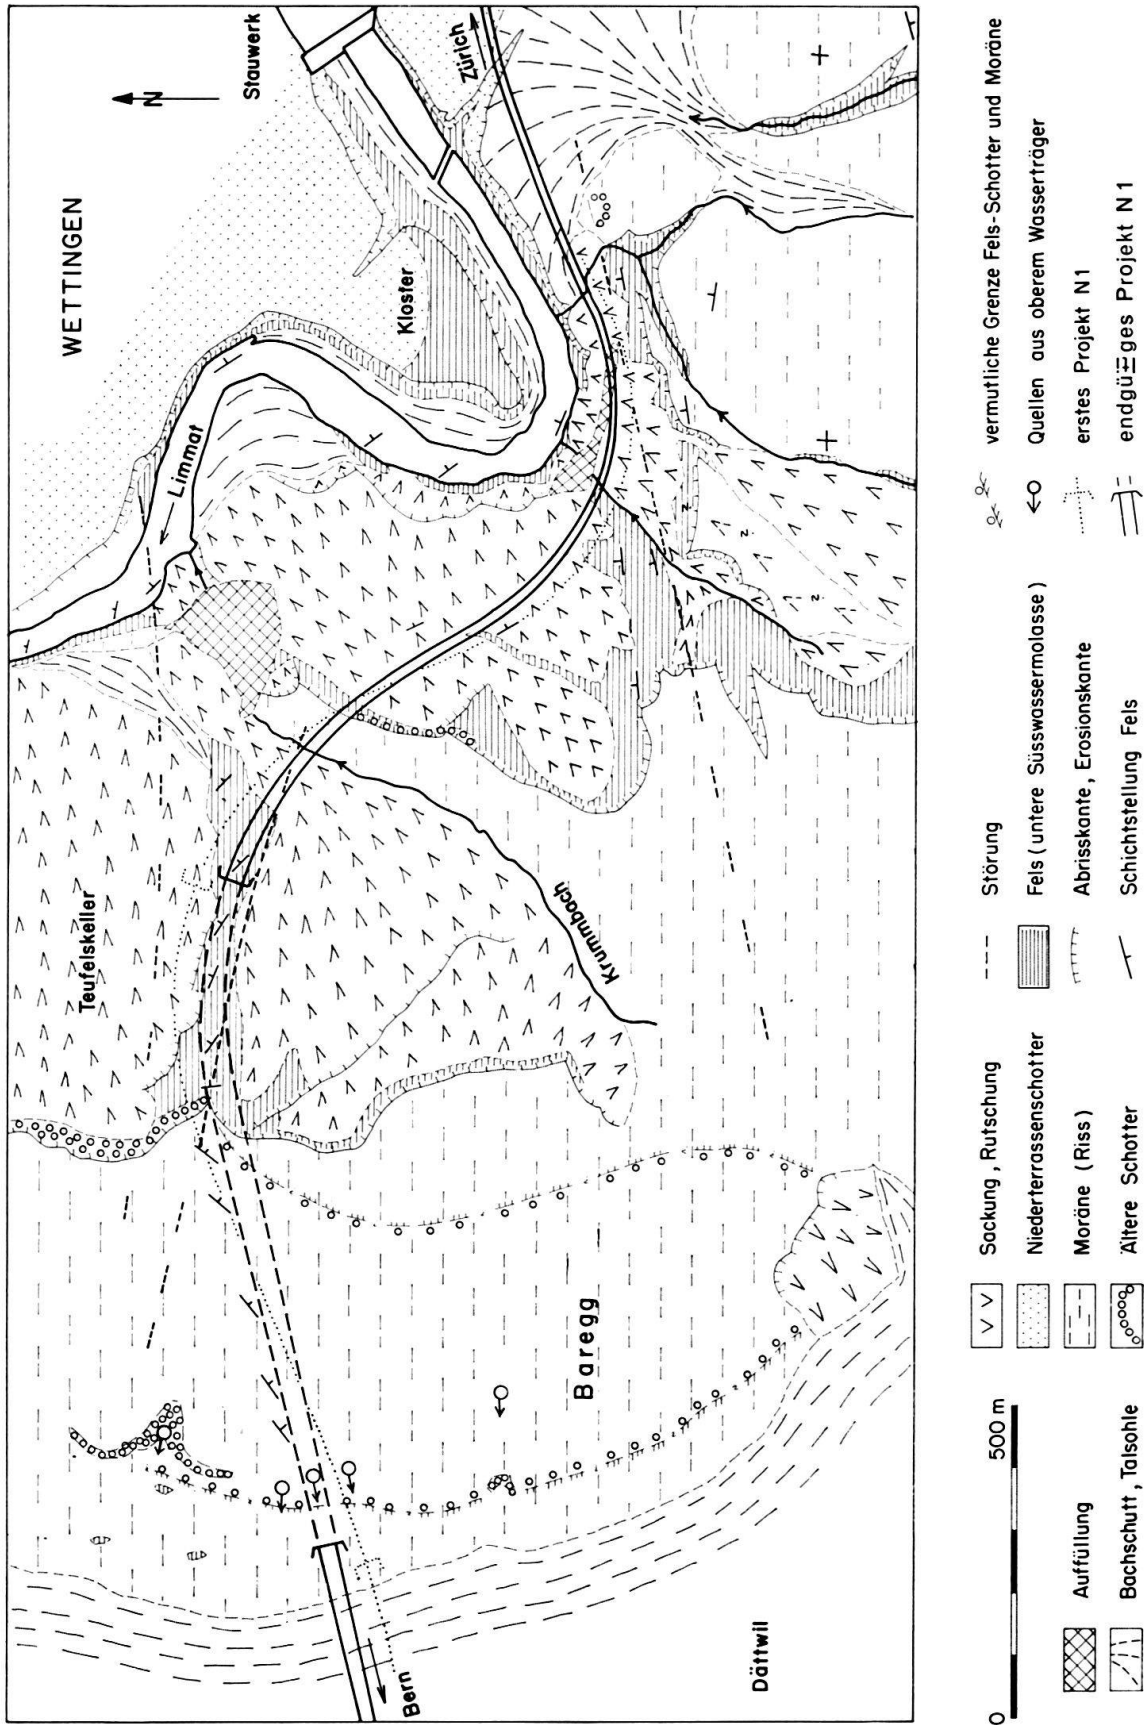 WETTINGEN
N
Stauwerk
Zürich
Kloster
Limmat
Teufelskeller
Krummbach
Baregg
Bern
Dättwil
0
500 m
Auffüllung
Bachschutt, Talsohle
Sackung, Rutschung
Niederterrassenschotter
Moräne (Riss)
Ältere Schotter
Störung
Fels (untere Süsswassermolasse)
Abrisskante, Erosionskante
Schichtstellung Fels
vermutliche Grenze Fels-Schotter und Moräne
Quellen aus oberem Wasserträger
erstes Projekt N1
Projekt N1